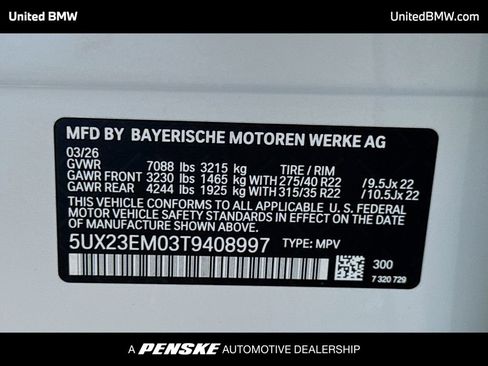 United BMW
UnitedBMW.com
MFD BY BAYERISCHE MOTOREN WERKE AG
03/26
GVWR 7088 lbs 3215 kg TIRE / RIM
GAWR FRONT 3230 lbs 1465 kg WITH 275/40 R22 /9.5Jx22
GAWR REAR 4244 lbs 1925 kg WITH 315/35 R22 /10.5Jx22
THIS VEHICLE CONFORMS TO ALL APPLICABLE U. S. FEDERAL
MOTOR VEHICLE SAFETY STANDARDS IN EFFECT ON THE DATE
OF MANUFACTURE SHOWN ABOVE.
5UX23EM03T9408997 TYPE: MPV
300
7 320 729
A PENSKE AUTOMOTIVE DEALERSHIP